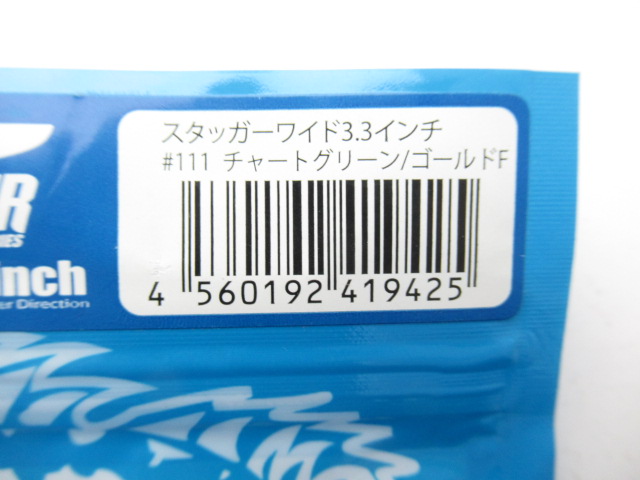 スタッガーワイド3.3インチ
#111 チャートグリーン/ゴールドF
4 560192 419425
inch
Direction